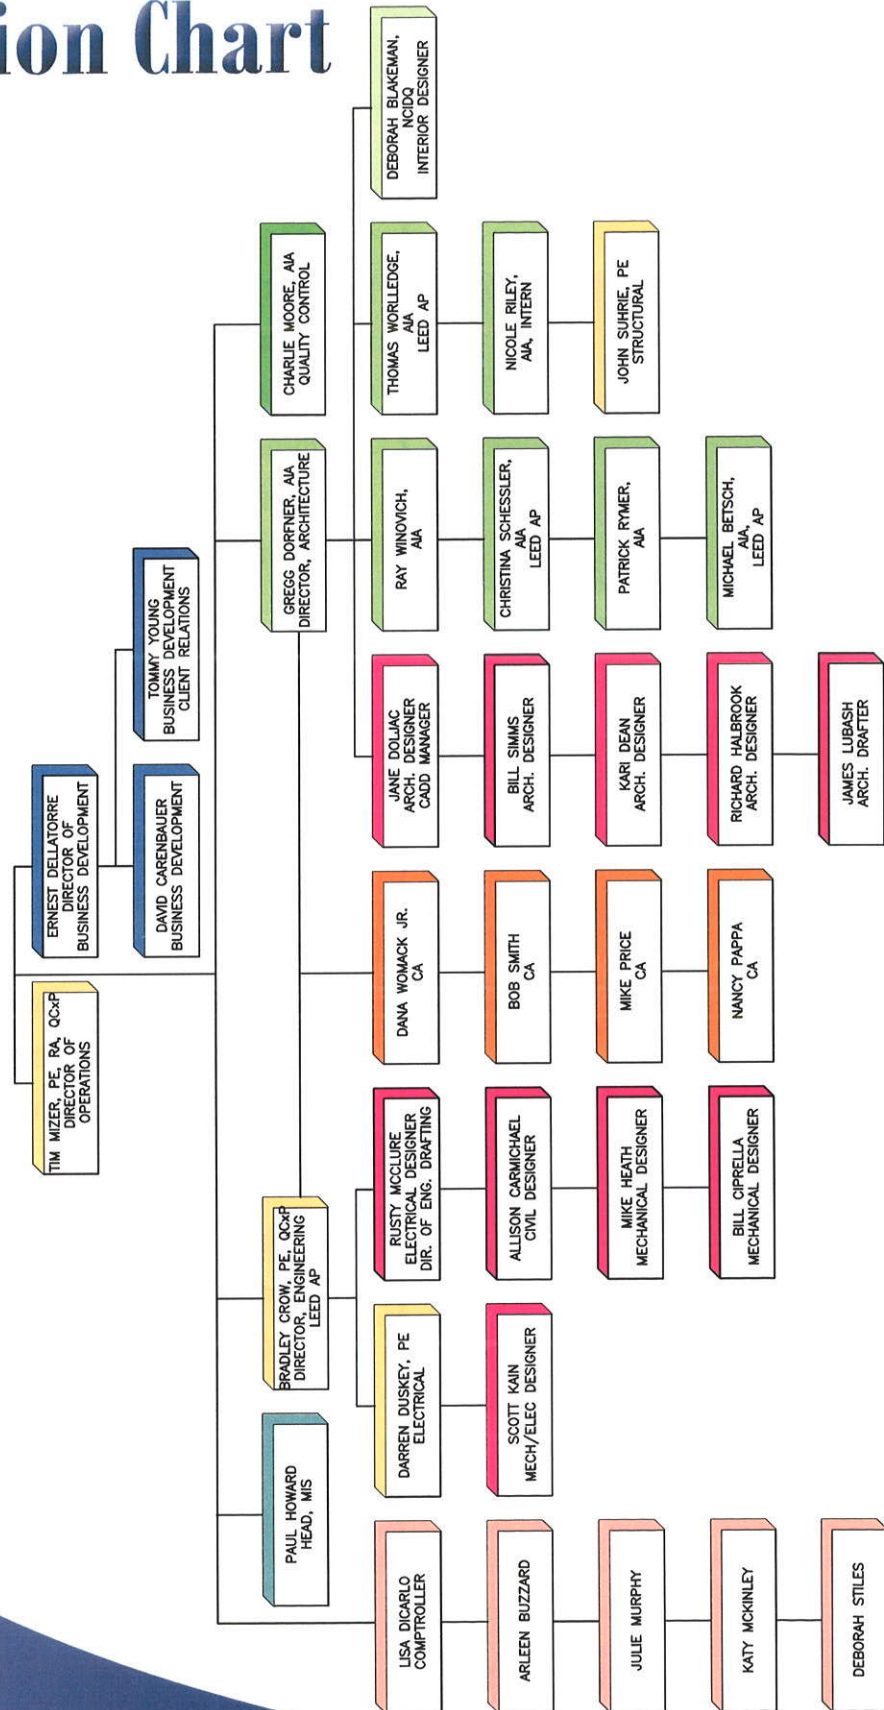 ion Chart
TIM MIZER, PE, RA, QCxP
DIRECTOR OF
OPERATIONS
ERNEST DELLATORRE
DIRECTOR OF
BUSINESS DEVELOPMENT
DAVID CARENBAUER
BUSINESS DEVELOPMENT
TOMMY YOUNG
BUSINESS DEVELOPMENT
CLIENT RELATIONS
PAUL HOWARD
HEAD, MIS
BRADLEY CROW, PE, QCxP
DIRECTOR, ENGINEERING
LEED AP
GREGG DORFNER, AIA
DIRECTOR, ARCHITECTURE
CHARLIE MOORE, AIA
QUALITY CONTROL
LISA DICARLO
COMPTROLLER
ARLEEN BUZZARD
JULIE MURPHY
KATY MCKINLEY
DEBORAH STILES
DARREN DUSKEY, PE
ELECTRICAL
SCOTT KAIN
MECH/ELEC DESIGNER
RUSTY MCCLURE
ELECTRICAL DESIGNER
DIR. OF ENG. DRAFTING
ALLISON CARMICHAEL
CIVIL DESIGNER
MIKE HEATH
MECHANICAL DESIGNER
BILL CIPRELLA
MECHANICAL DESIGNER
DANA WOMACK JR.
CA
BOB SMITH
CA
MIKE PRICE
CA
NANCY PAPPA
CA
JANE DOLJAC
ARCH. DESIGNER
CADD MANAGER
BILL SIMMS
ARCH. DESIGNER
KARI DEAN
ARCH. DESIGNER
RICHARD HALBROOK
ARCH. DESIGNER
JAMES LUBASH
ARCH. DRAFTER
RAY WINOVICH,
AIA
CHRISTINA SCHESSLER,
AIA
LEED AP
PATRICK RYMER,
AIA
MICHAEL BETSCH,
AIA,
LEED AP
THOMAS WORLLEDGE,
AIA
LEED AP
NICOLE RILEY,
AIA, INTERN
JOHN SUHRIE, PE
STRUCTURAL
DEBORAH BLAKEMAN,
NCIDQ
INTERIOR DESIGNER